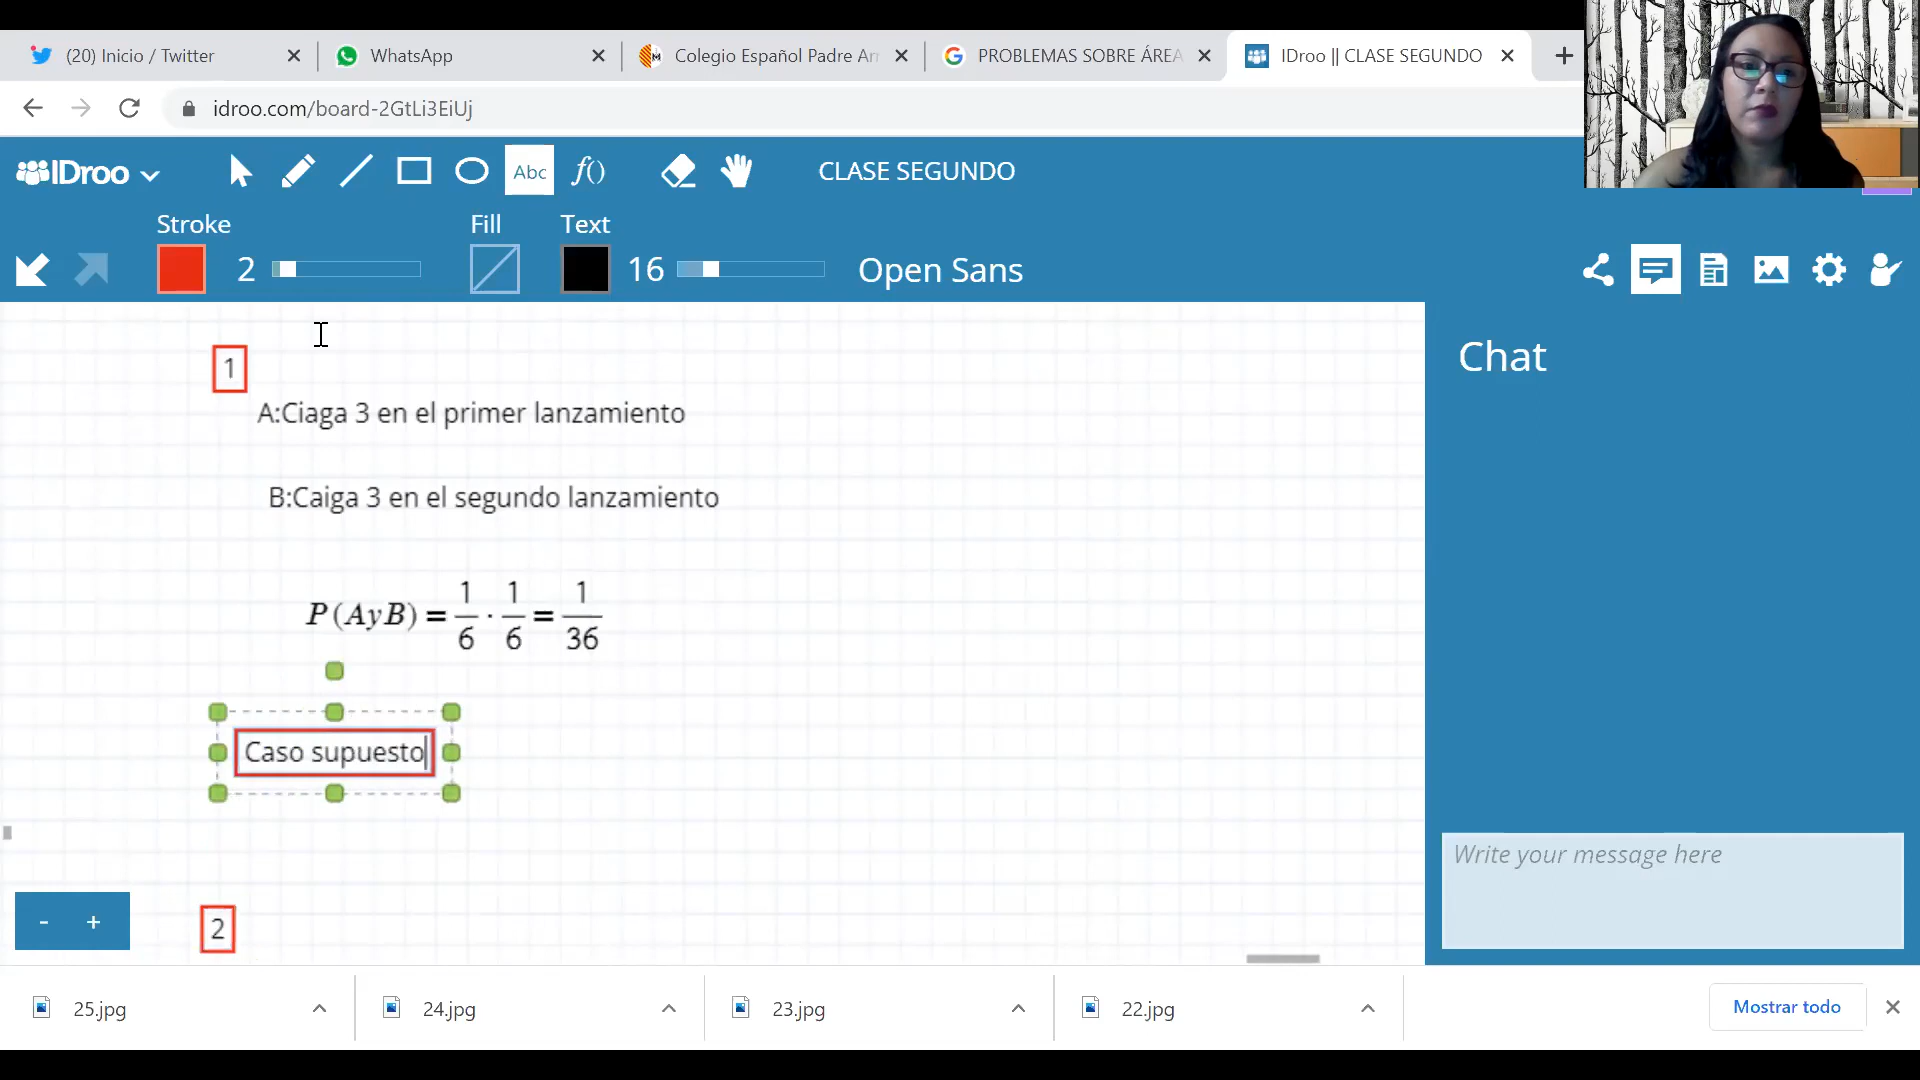 (20) Inicio / Twitter
WhatsApp
Colegio Español Padre Arr
PROBLEMAS SOBRE ÁREA
IDroo || CLASE SEGUNDO
idroo.com/board-2GtLi3EiUj
IDroo
Abc
f()
CLASE SEGUNDO
Stroke
Fill
Text
2
16
Open Sans
1
A:Ciaga 3 en el primer lanzamiento
B:Caiga 3 en el segundo lanzamiento
P(AyB) = 1/6 · 1/6 = 1/36
Caso supuesto
2
- +
Chat
Write your message here
25.jpg
24.jpg
23.jpg
22.jpg
Mostrar todo